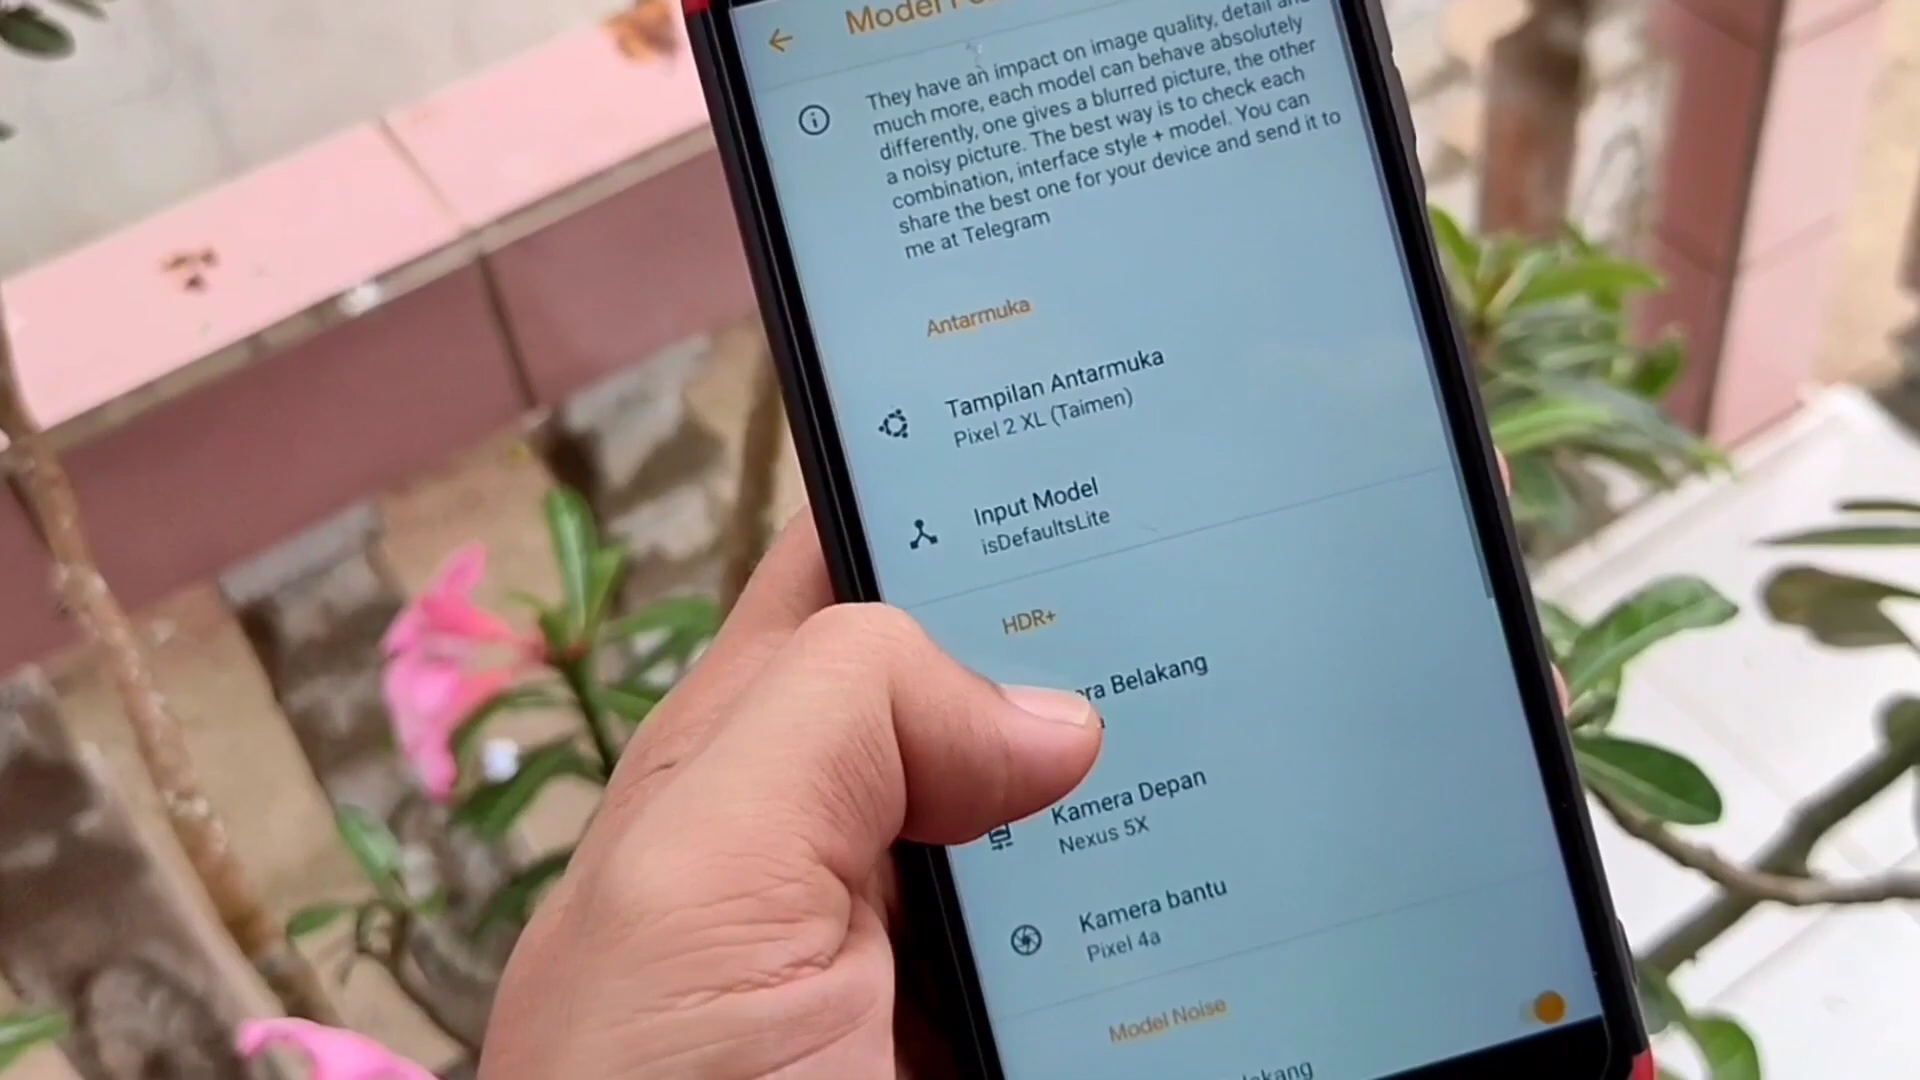 Model
They have an impact on image quality, detail
much more, each model can behave absolutely
differently, one gives a blurred picture, the other
a noisy picture. The best way is to check each
combination, interface style + model. You can
share the best one for your device and send it to
me at Telegram
Antarmuka
Tampilan Antarmuka
Pixel 2 XL (Taimen)
Input Model
isDefaultsLite
HDR+
Belakang
Kamera Depan
Nexus 5X
Kamera bantu
Pixel 4a
Model Noise